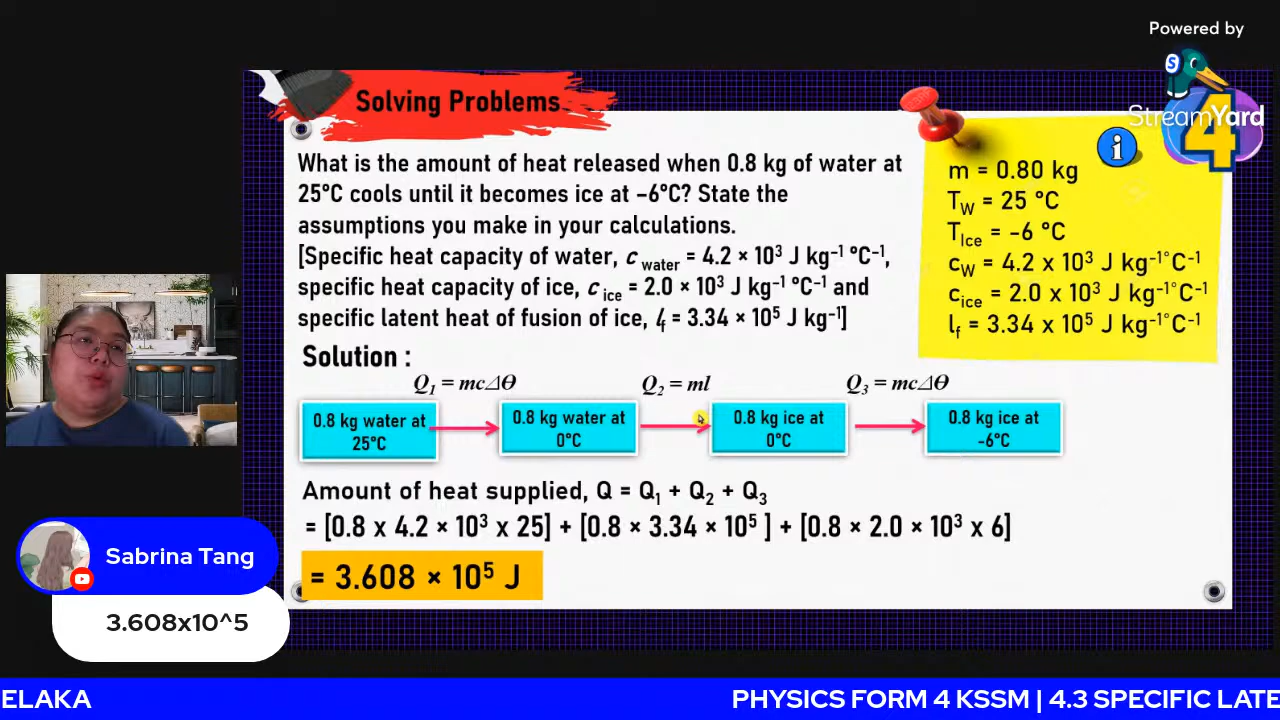 Powered by
S
StreamYard
4
i
Solving Problems
What is the amount of heat released when 0.8 kg of water at
25°C cools until it becomes ice at –6°C? State the
assumptions you make in your calculations.
[Specific heat capacity of water, c water = 4.2 × 10³ J kg⁻¹ °C⁻¹,
specific heat capacity of ice, c ice = 2.0 × 10³ J kg⁻¹ °C⁻¹ and
specific latent heat of fusion of ice, lf = 3.34 × 10⁵ J kg⁻¹]
m = 0.80 kg
TW = 25 °C
TIce = -6 °C
cW = 4.2 x 10³ J kg⁻¹°C⁻¹
cice = 2.0 x 10³ J kg⁻¹°C⁻¹
lf = 3.34 x 10⁵ J kg⁻¹°C⁻¹
Solution :
Q₁ = mcΔθ
Q₂ = ml
Q₃ = mcΔθ
0.8 kg water at
25°C
0.8 kg water at
0°C
0.8 kg ice at
0°C
0.8 kg ice at
-6°C
Amount of heat supplied, Q = Q₁ + Q₂ + Q₃
= [0.8 x 4.2 × 10³ x 25] + [0.8 × 3.34 × 10⁵ ] + [0.8 × 2.0 × 10³ x 6]
= 3.608 × 10⁵ J
Sabrina Tang
3.608x10^5
ELAKA
PHYSICS FORM 4 KSSM | 4.3 SPECIFIC LATE